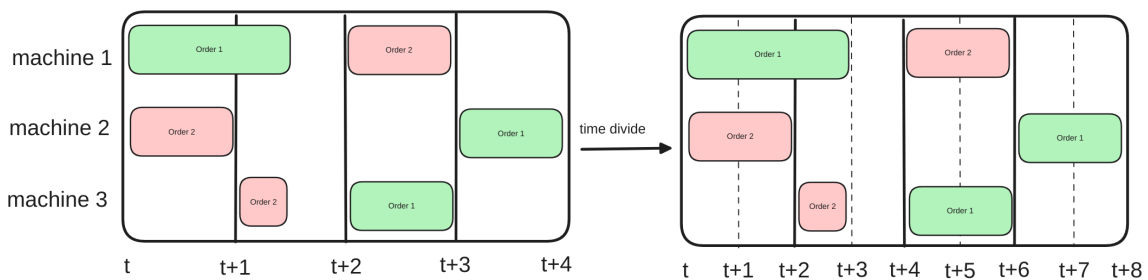 machine 1
Order 1
Order 2
machine 2
Order 2
Order 1
machine 3
Order 2
Order 1
t
t+1
t+2
t+3
t+4
time divide
Order 1
Order 2
Order 2
Order 1
Order 2
Order 1
t
t+1
t+2
t+3
t+4
t+5
t+6
t+7
t+8